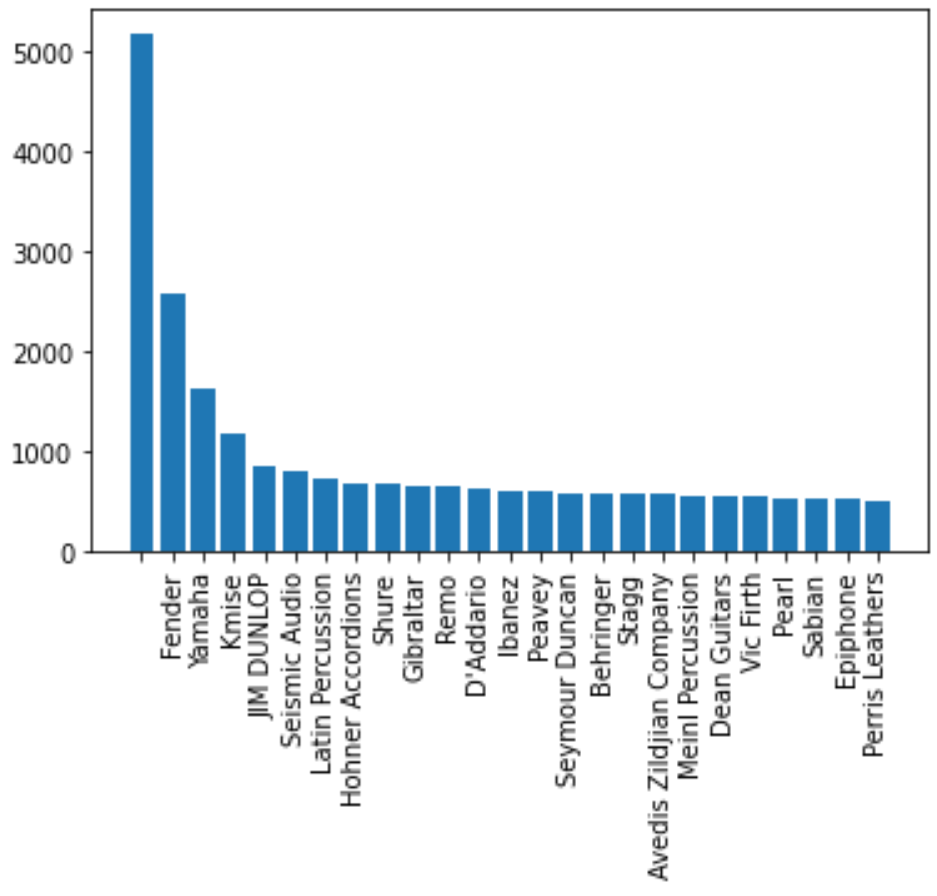 5000
4000
3000
2000
1000
0
Fender
Yamaha
Kmise
JIM DUNLOP
Seismic Audio
Latin Percussion
Hohner Accordions
Shure
Gibraltar
Remo
D'Addario
Ibanez
Peavey
Seymour Duncan
Behringer
Stagg
Avedis Zildjian Company
Meinl Percussion
Dean Guitars
Vic Firth
Pearl
Sabian
Epiphone
Perris Leathers